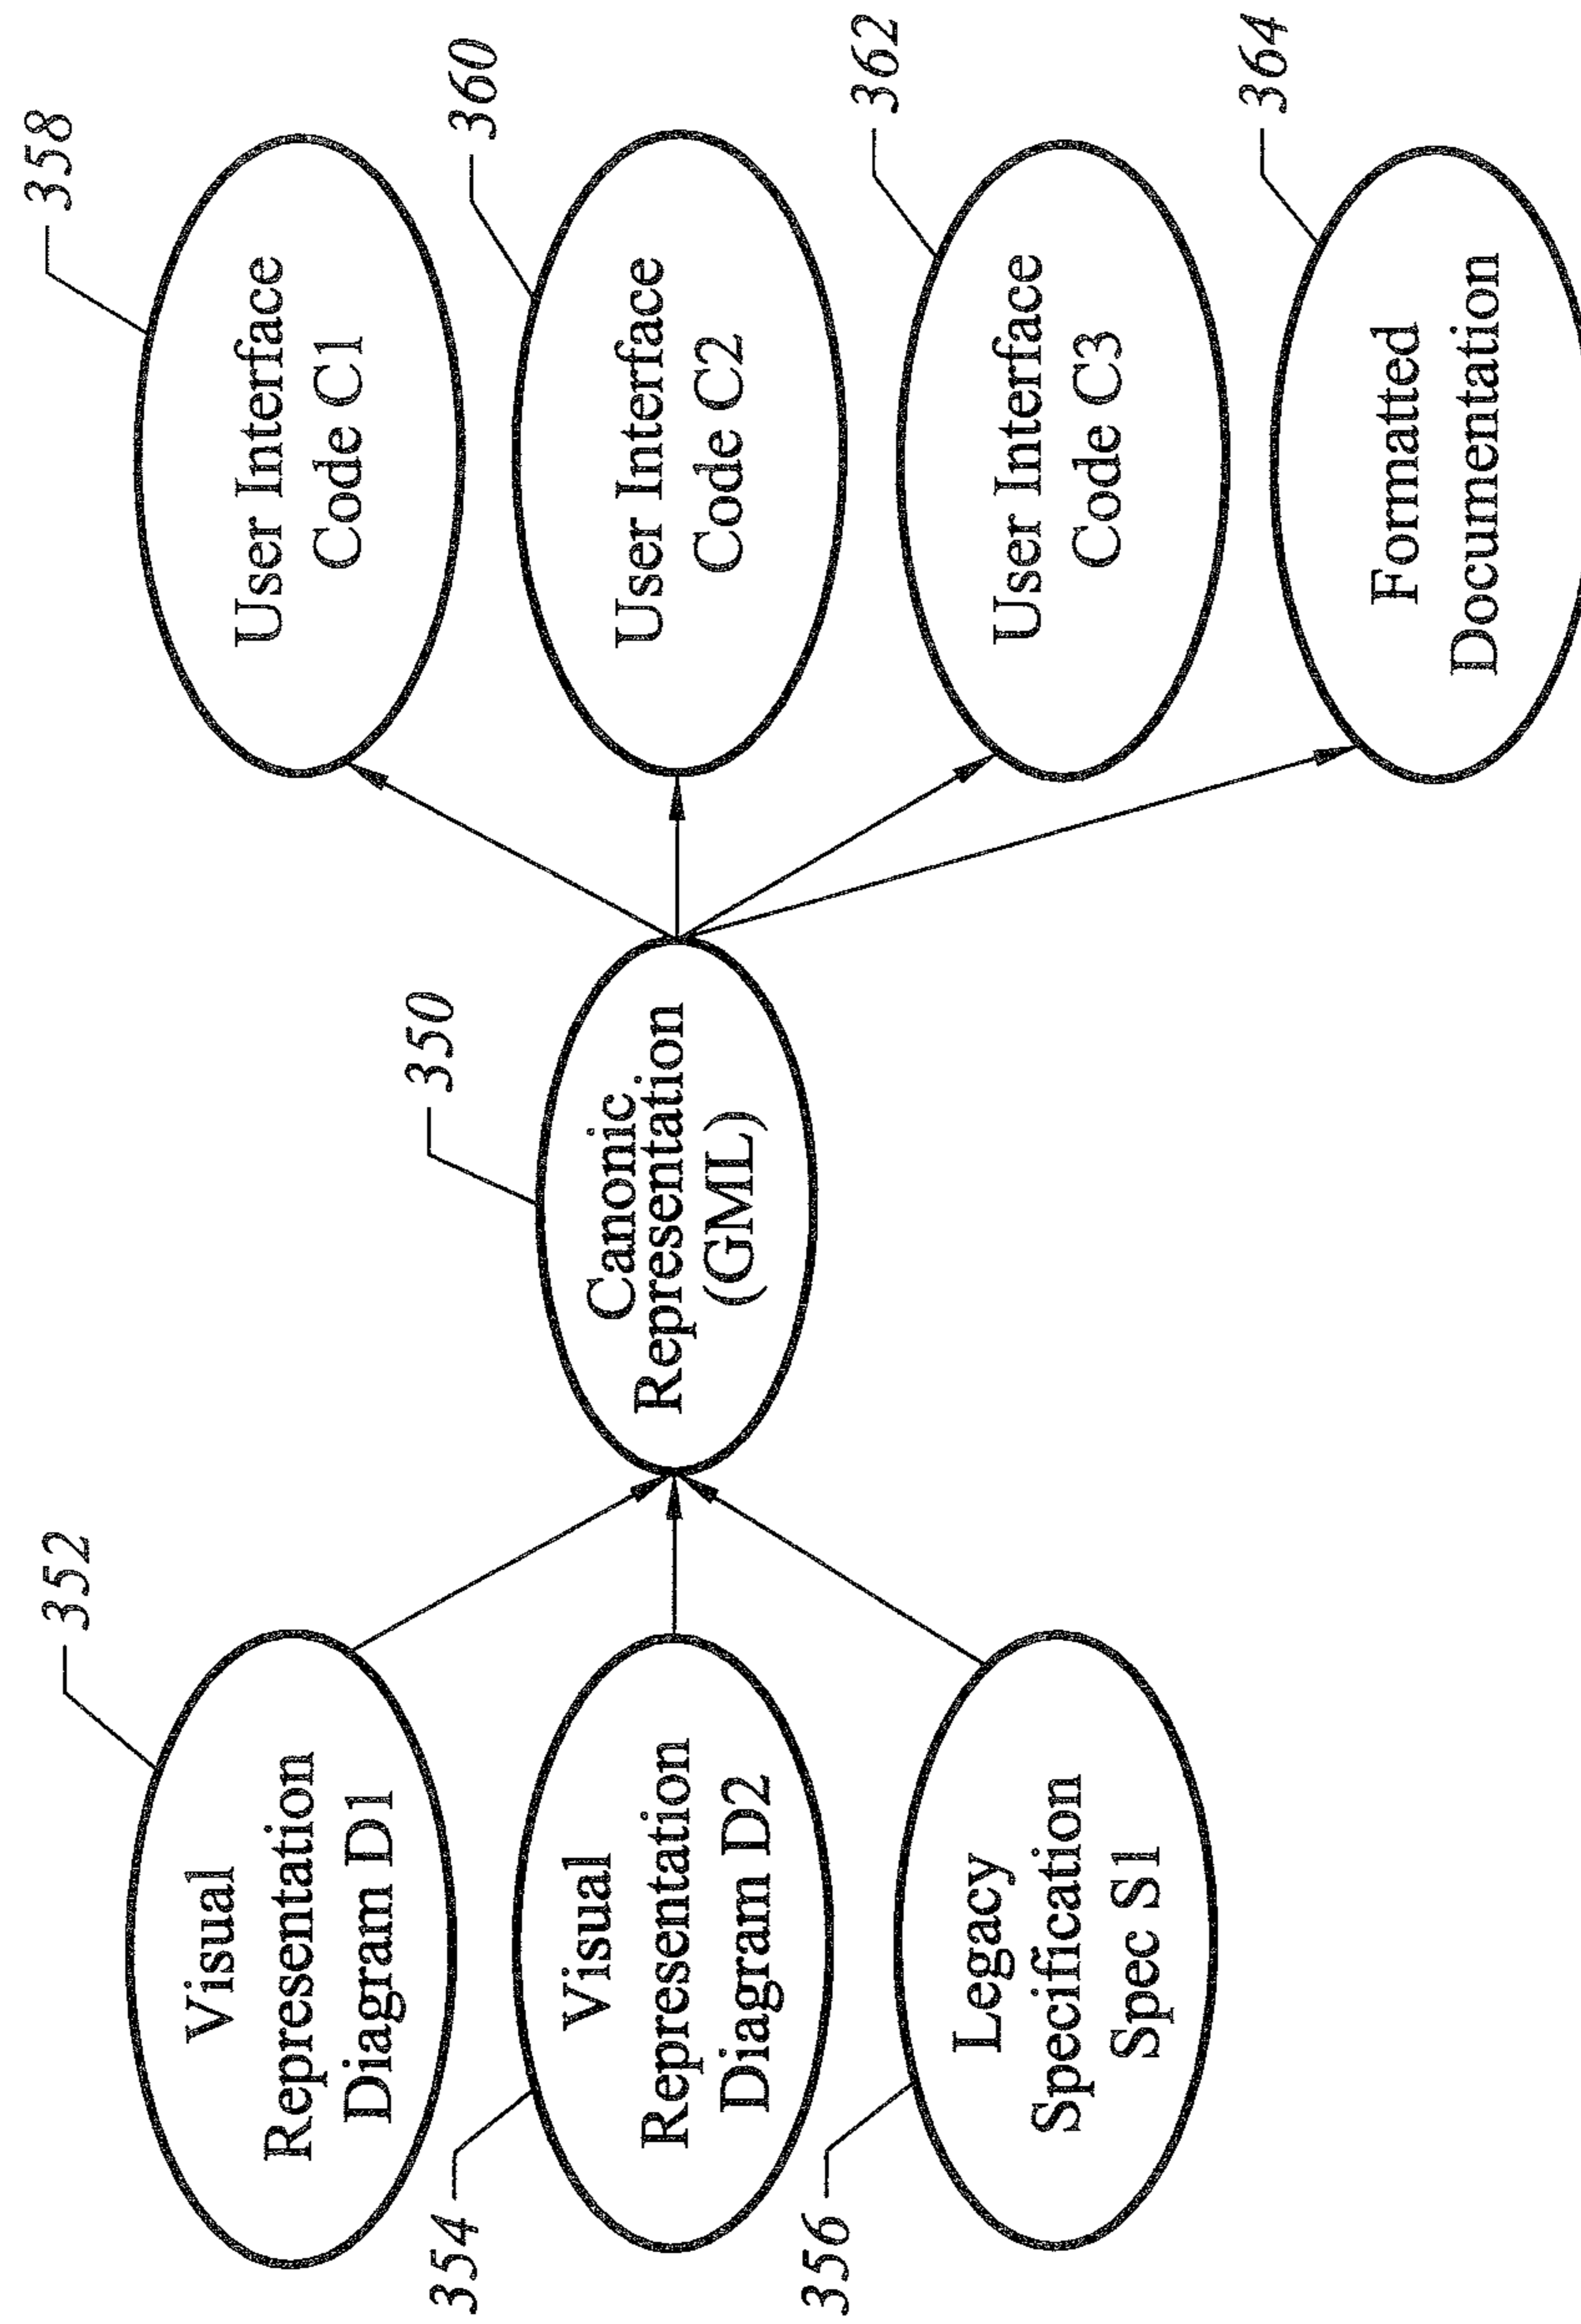 352
Visual
Representation
Diagram D1
354
Visual
Representation
Diagram D2
356
Legacy
Specification
Spec S1
350
Canonic
Representation
(GML)
358
User Interface
Code C1
360
User Interface
Code C2
362
User Interface
Code C3
364
Formatted
Documentation